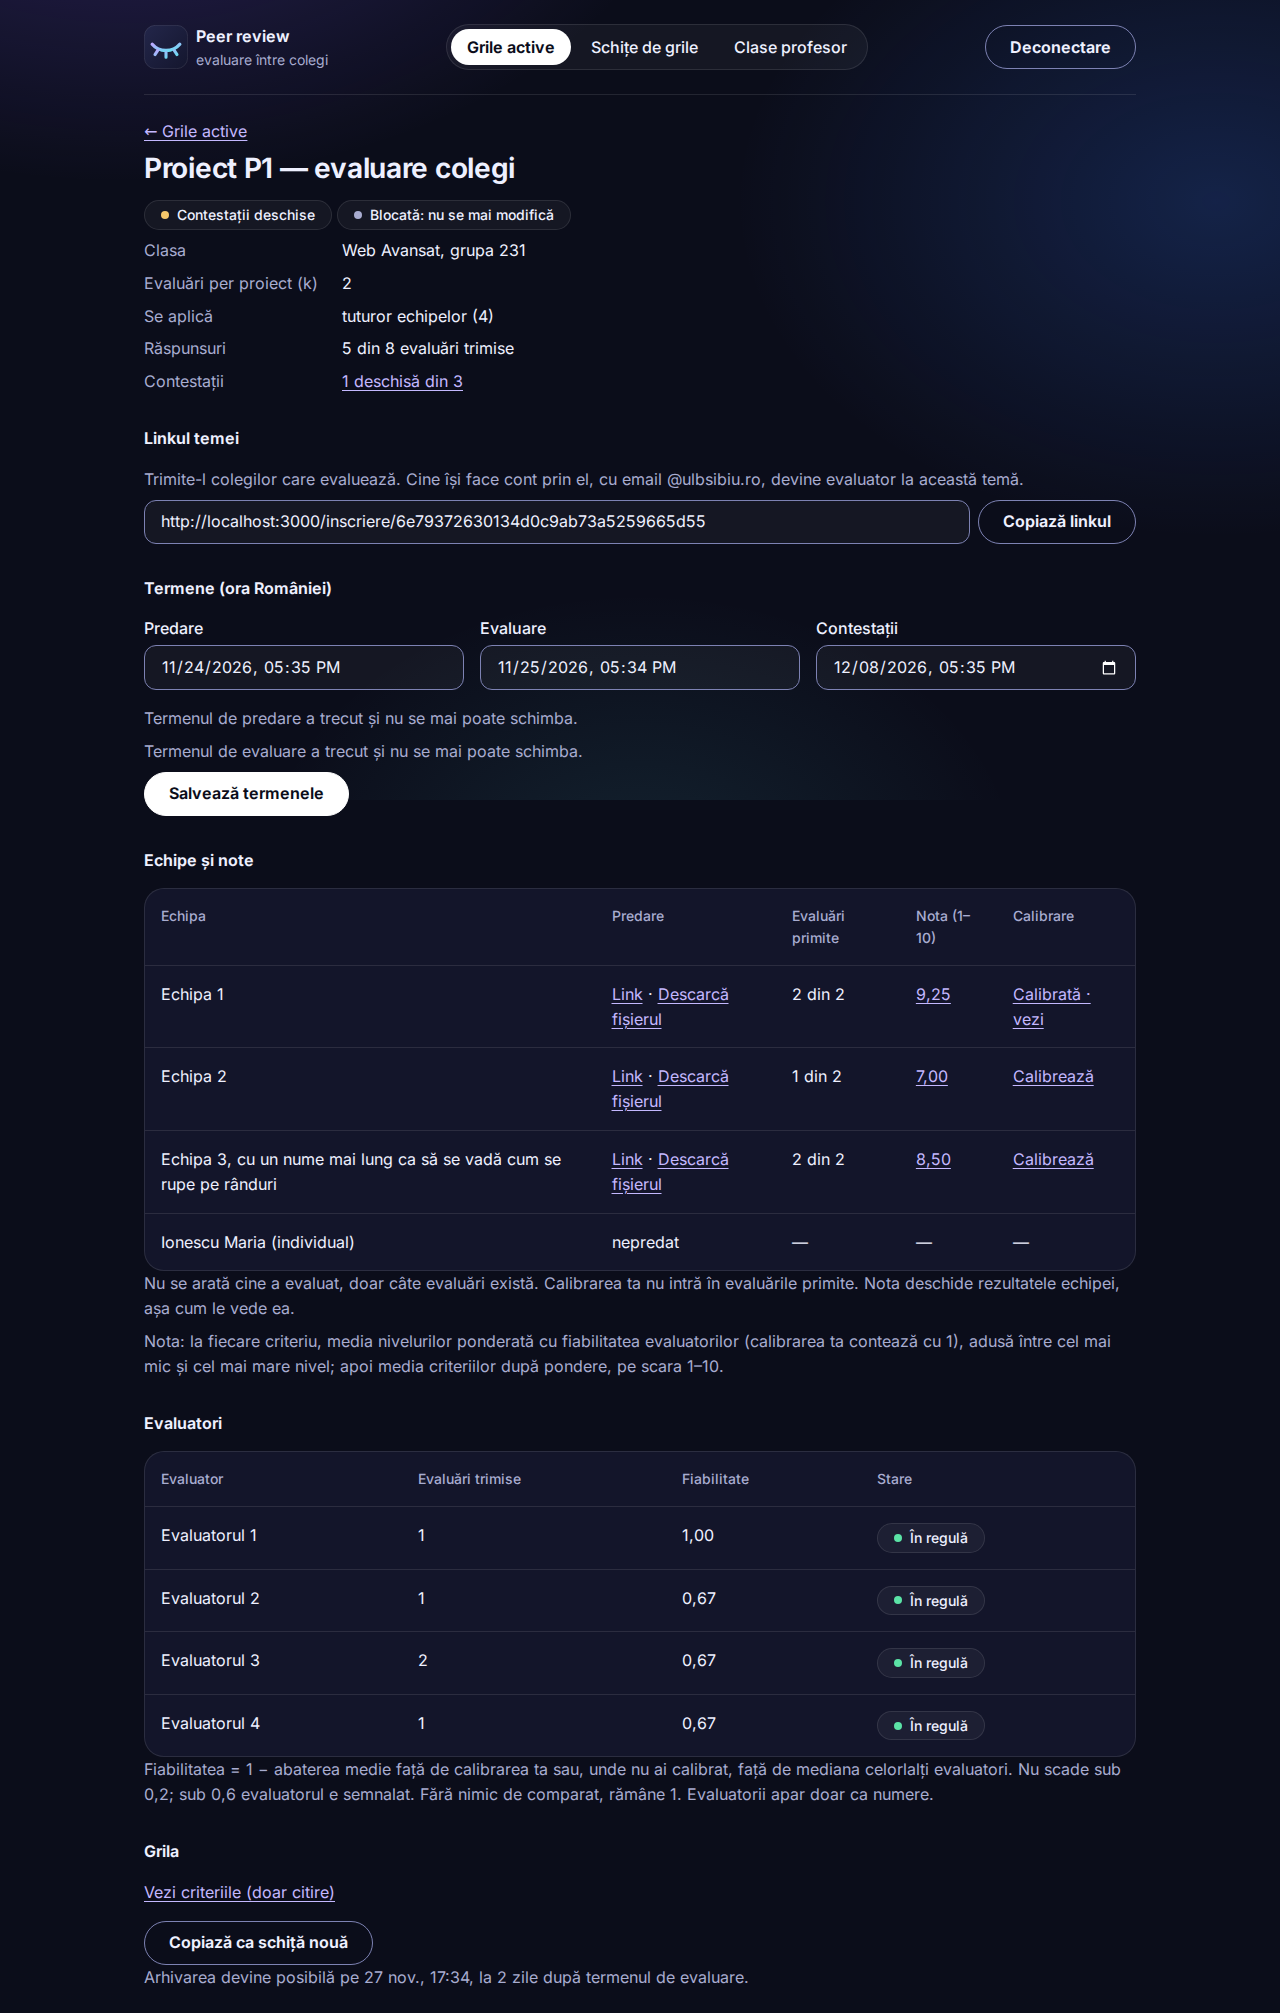 Peer review
evaluare între colegi
Grile active
Schițe de grile
Clase profesor
Deconectare
← Grile active
Proiect P1 — evaluare colegi
Contestații deschise
Blocată: nu se mai modifică
Clasa
Web Avansat, grupa 231
Evaluări per proiect (k)
2
Se aplică
tuturor echipelor (4)
Răspunsuri
5 din 8 evaluări trimise
Contestații
1 deschisă din 3
Linkul temei
Trimite-l colegilor care evaluează. Cine își face cont prin el, cu email @ulbsibiu.ro, devine evaluator la această temă.
http://localhost:3000/inscriere/6e79372630134d0c9ab73a5259665d55
Copiază linkul
Termene (ora României)
Predare
Evaluare
Contestații
11/24/2026, 05:35 PM
11/25/2026, 05:34 PM
12/08/2026, 05:35 PM
Termenul de predare a trecut și nu se mai poate schimba.
Termenul de evaluare a trecut și nu se mai poate schimba.
Salvează termenele
Echipe și note
Echipa
Predare
Evaluări
primite
Nota (1–
10)
Calibrare
Echipa 1
Link · Descarcă
fișierul
2 din 2
9,25
Calibrată ·
vezi
Echipa 2
Link · Descarcă
fișierul
1 din 2
7,00
Calibrează
Echipa 3, cu un nume mai lung ca să se vadă cum se
rupe pe rânduri
Link · Descarcă
fișierul
2 din 2
8,50
Calibrează
Ionescu Maria (individual)
nepredat
—
—
—
Nu se arată cine a evaluat, doar câte evaluări există. Calibrarea ta nu intră în evaluările primite. Nota deschide rezultatele echipei,
așa cum le vede ea.
Nota: la fiecare criteriu, media nivelurilor ponderată cu fiabilitatea evaluatorilor (calibrarea ta contează cu 1), adusă între cel mai
mic și cel mai mare nivel; apoi media criteriilor după pondere, pe scara 1–10.
Evaluatori
Evaluator
Evaluări trimise
Fiabilitate
Stare
Evaluatorul 1
1
1,00
În regulă
Evaluatorul 2
1
0,67
În regulă
Evaluatorul 3
2
0,67
În regulă
Evaluatorul 4
1
0,67
În regulă
Fiabilitatea = 1 − abaterea medie față de calibrarea ta sau, unde nu ai calibrat, față de mediana celorlalți evaluatori. Nu scade sub
0,2; sub 0,6 evaluatorul e semnalat. Fără nimic de comparat, rămâne 1. Evaluatorii apar doar ca numere.
Grila
Vezi criteriile (doar citire)
Copiază ca schiță nouă
Arhivarea devine posibilă pe 27 nov., 17:34, la 2 zile după termenul de evaluare.